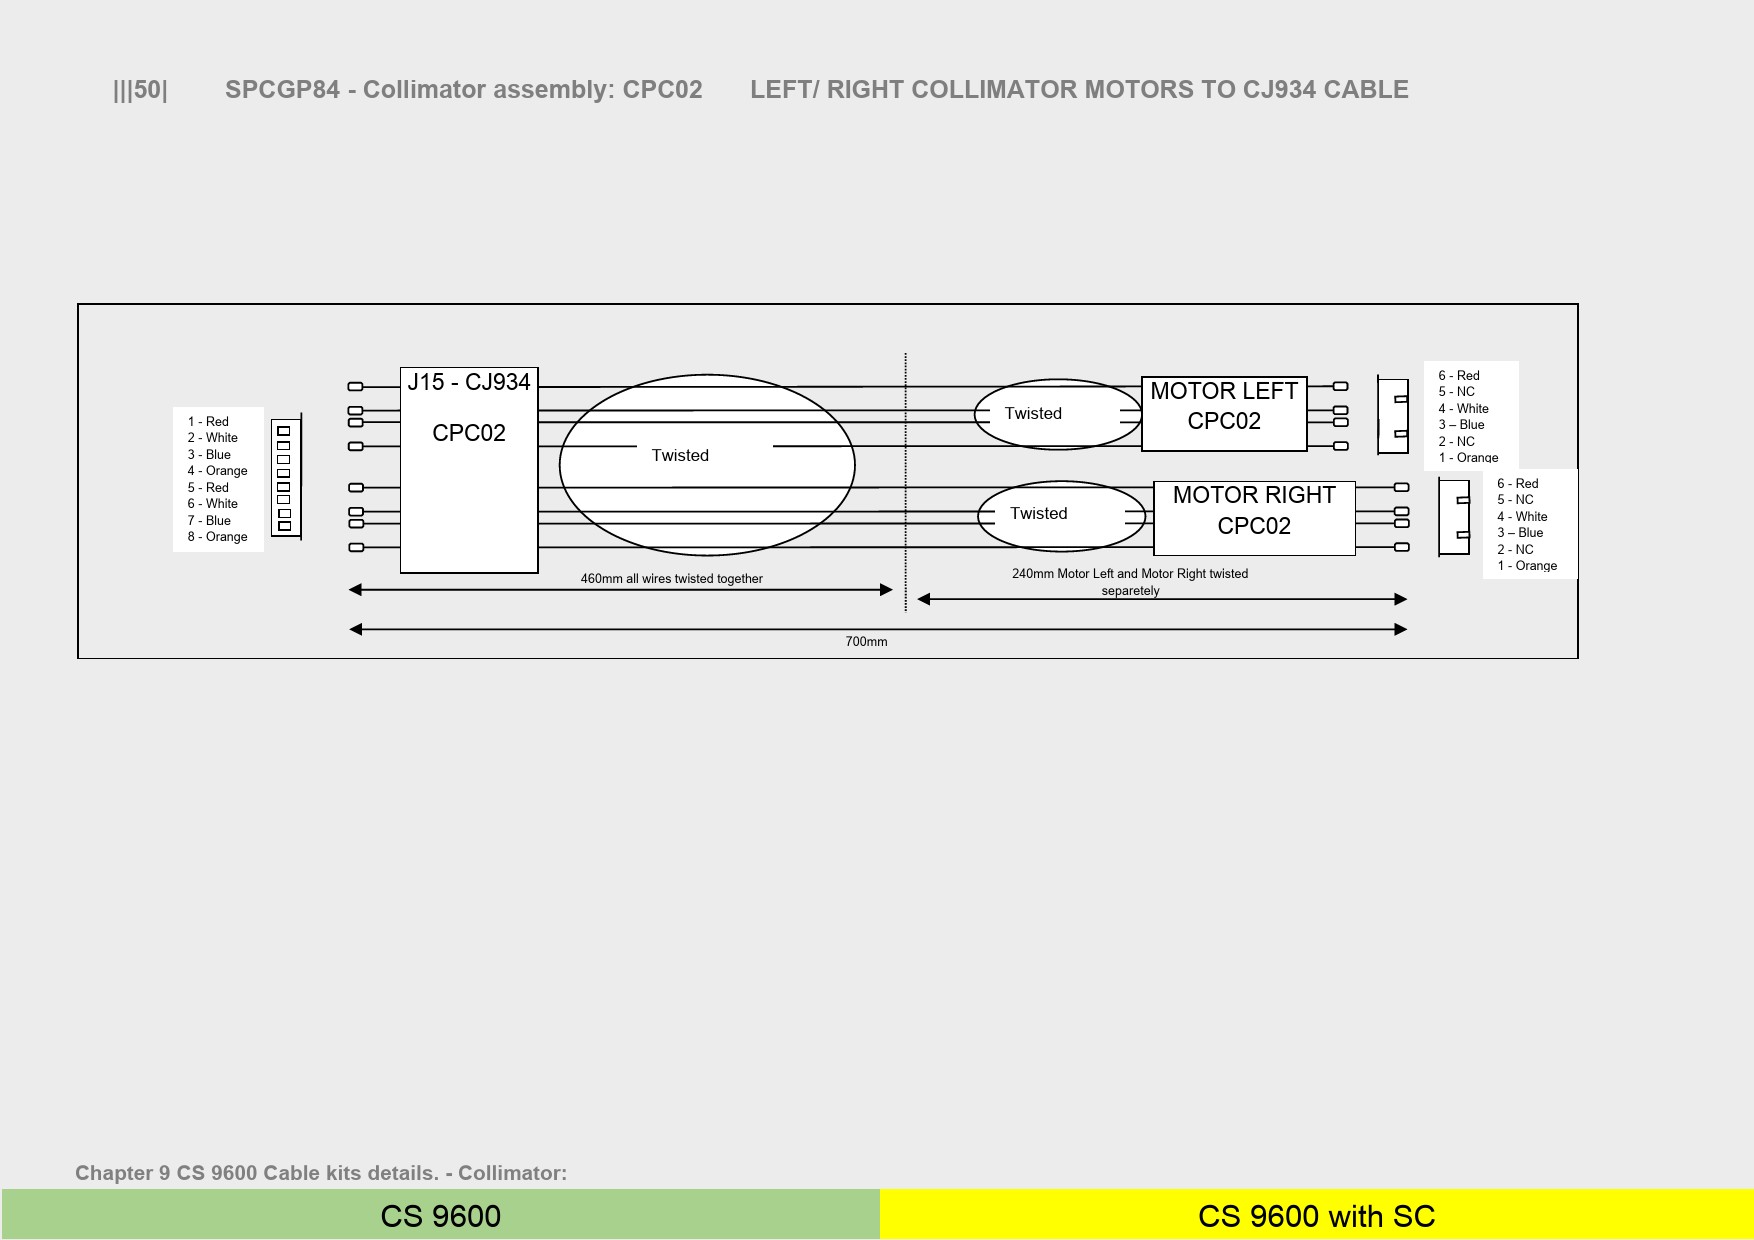 |||50| SPCGP84 - Collimator assembly: CPC02 LEFT/ RIGHT COLLIMATOR MOTORS TO CJ934 CABLE
1 - Red
2 - White
3 - Blue
4 - Orange
5 - Red
6 - White
7 - Blue
8 - Orange
J15 - CJ934
CPC02
Twisted
Twisted
MOTOR LEFT
CPC02
6 - Red
5 - NC
4 - White
3 – Blue
2 - NC
1 - Orange
Twisted
MOTOR RIGHT
CPC02
6 - Red
5 - NC
4 - White
3 – Blue
2 - NC
1 - Orange
460mm all wires twisted together
240mm Motor Left and Motor Right twisted
separetely
700mm
Chapter 9 CS 9600 Cable kits details. - Collimator:
CS 9600
CS 9600 with SC